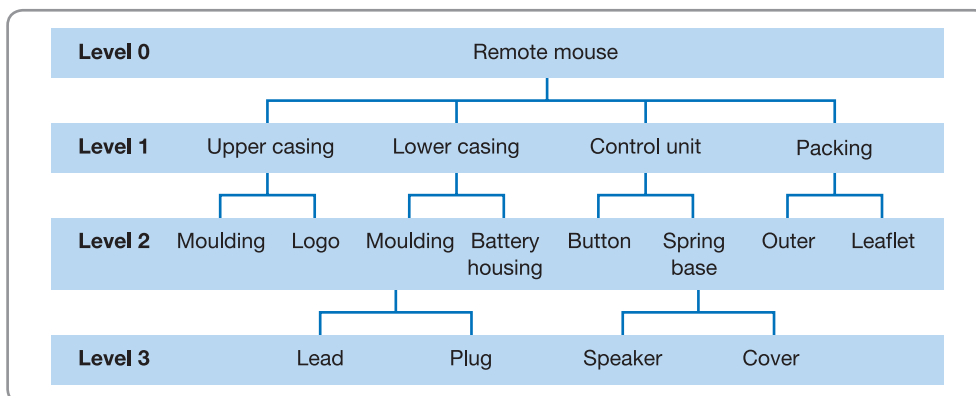 Level 0 Remote mouse
Level 1 Upper casing Lower casing Control unit Packing
Level 2 Moulding Logo Moulding Battery housing Button Spring base Outer Leaflet
Level 3 Lead Plug Speaker Cover